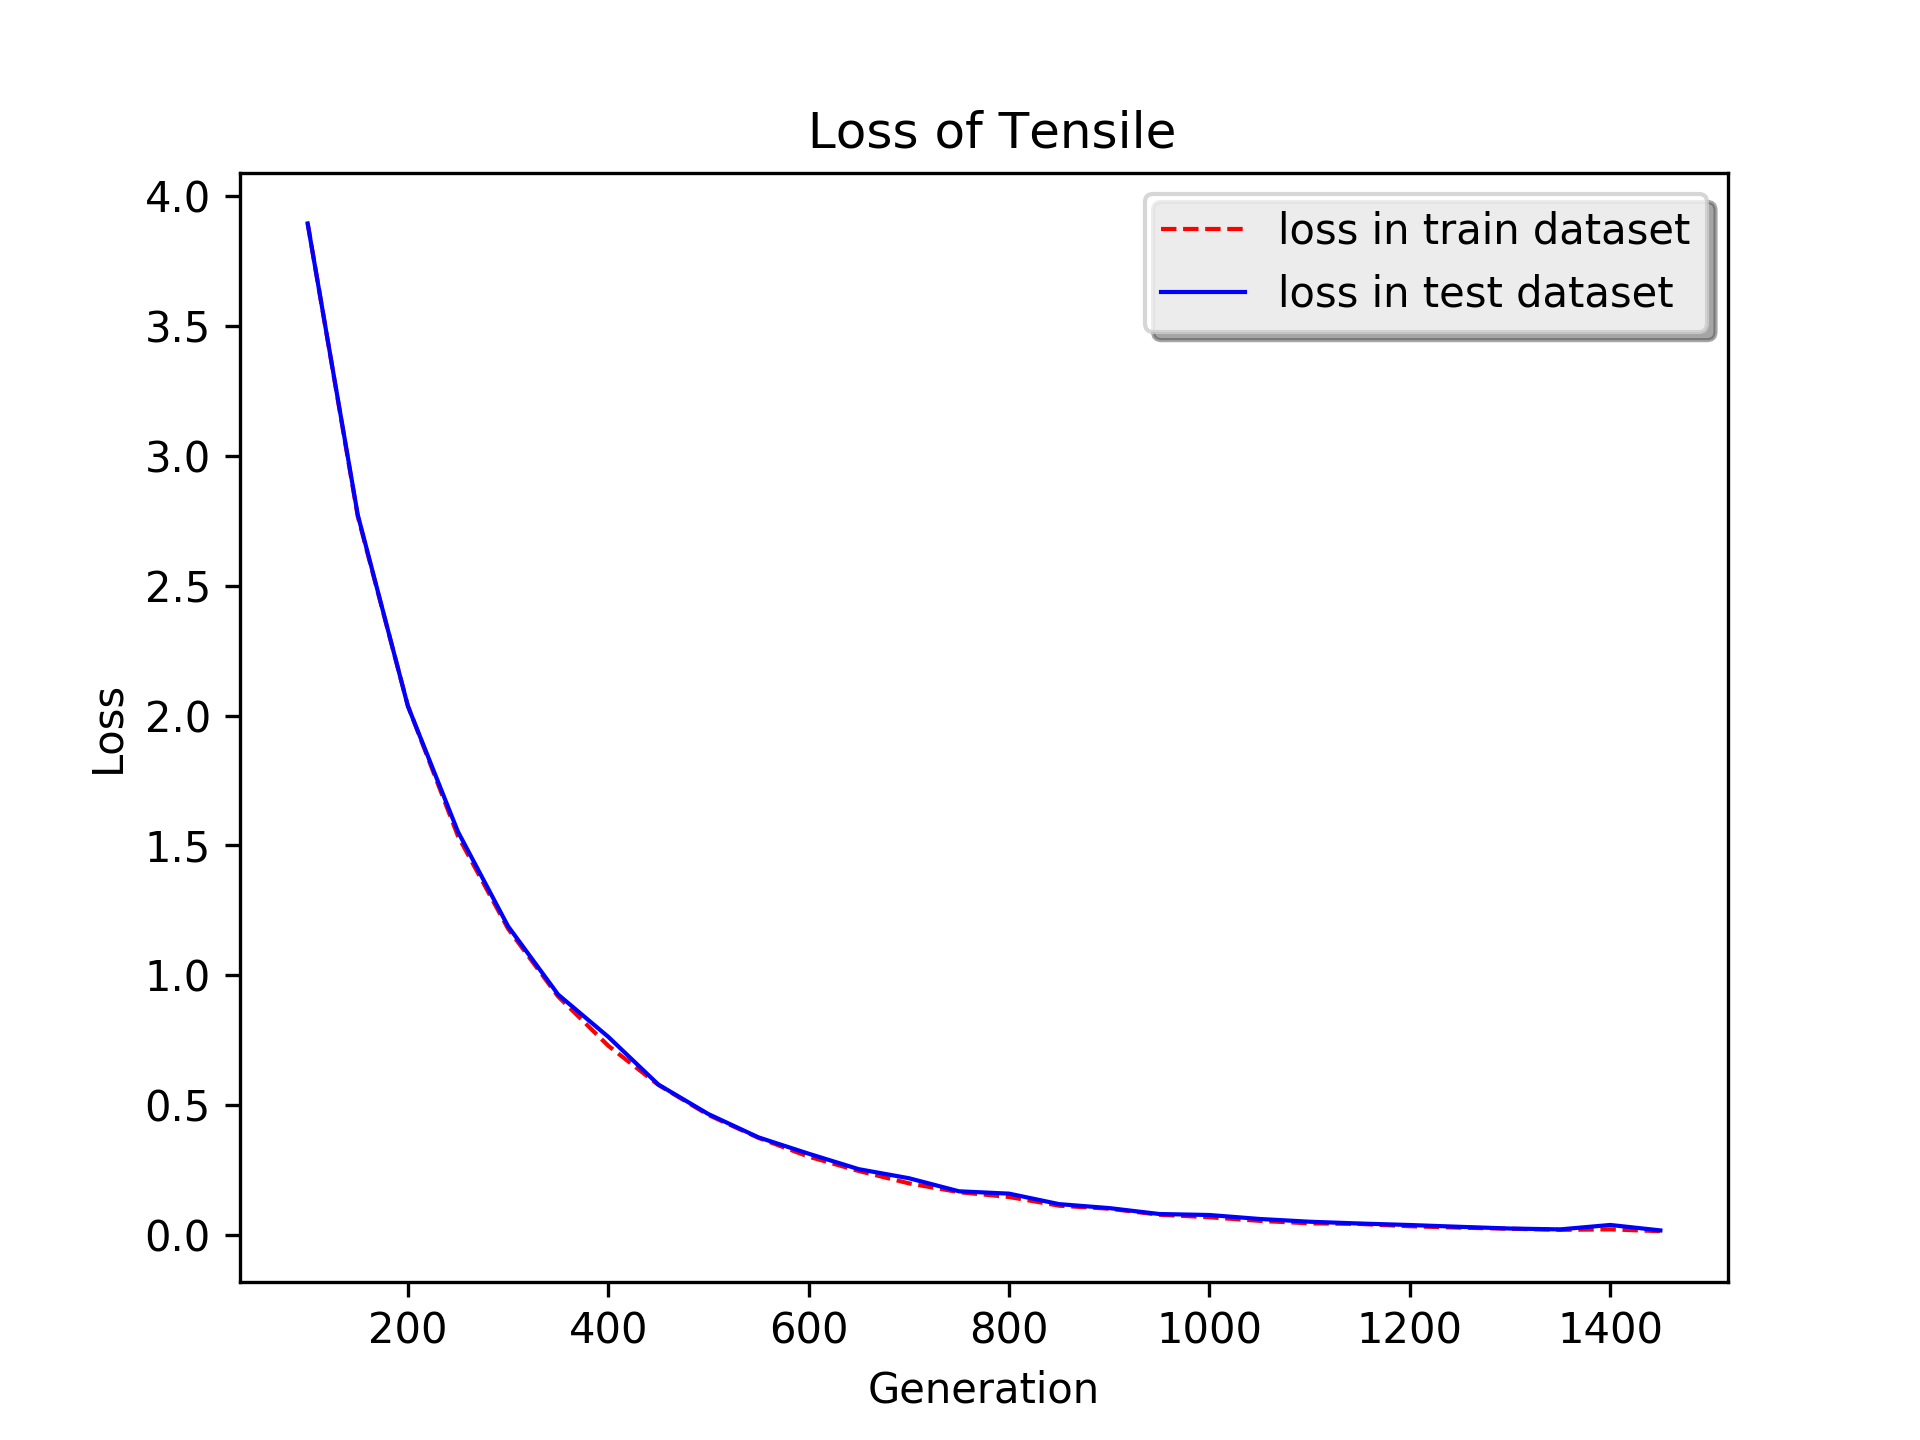 Loss of Tensile
loss in train dataset
loss in test dataset
4.0
3.5
3.0
2.5
2.0
1.5
1.0
0.5
0.0
Loss
200 400 600 800 1000 1200 1400
Generation